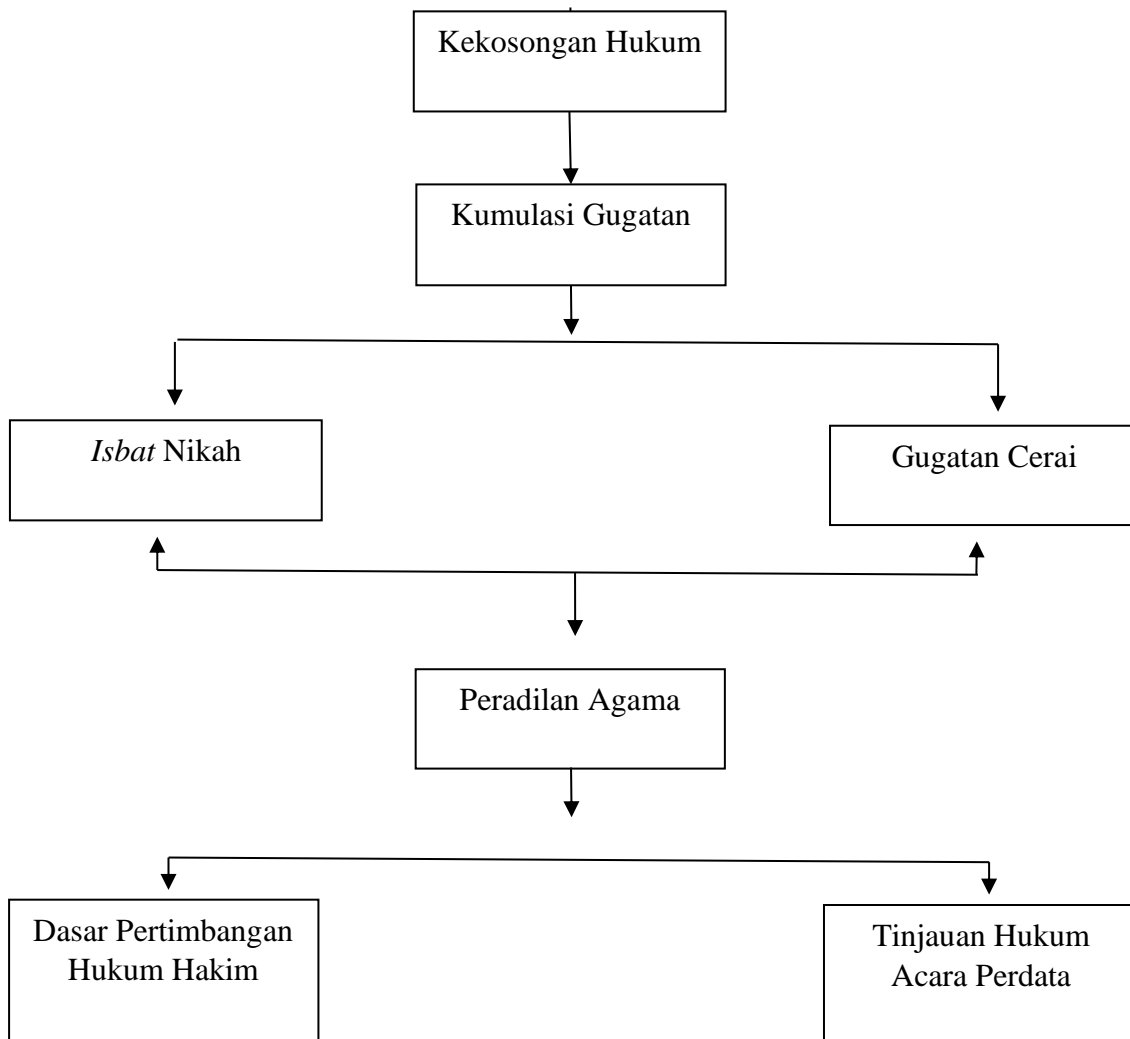 Kekosongan Hukum
Kumulasi Gugatan
Isbat Nikah
Gugatan Cerai
Peradilan Agama
Dasar Pertimbangan
Hukum Hakim
Tinjauan Hukum
Acara Perdata